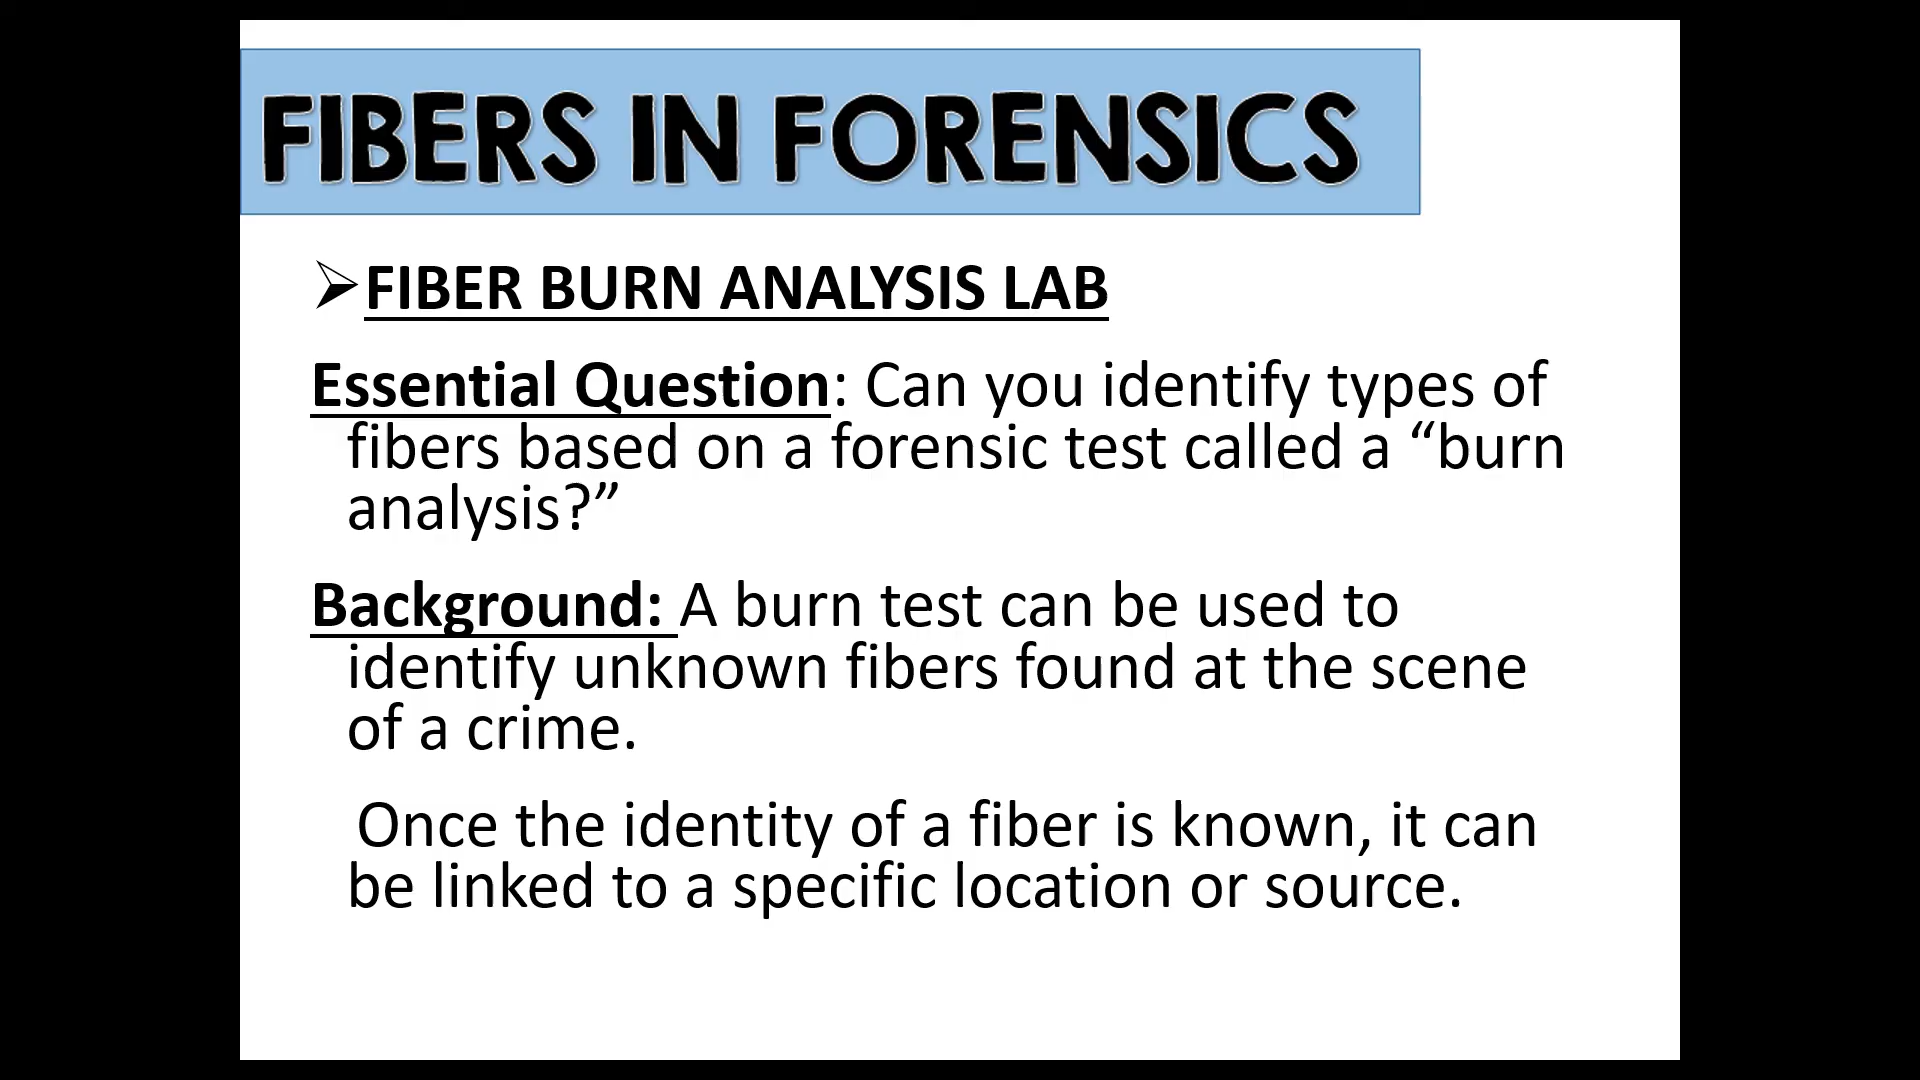 FIBERS IN FORENSICS
➢FIBER BURN ANALYSIS LAB
Essential Question: Can you identify types of
fibers based on a forensic test called a “burn
analysis?”
Background: A burn test can be used to
identify unknown fibers found at the scene
of a crime.
Once the identity of a fiber is known, it can
be linked to a specific location or source.